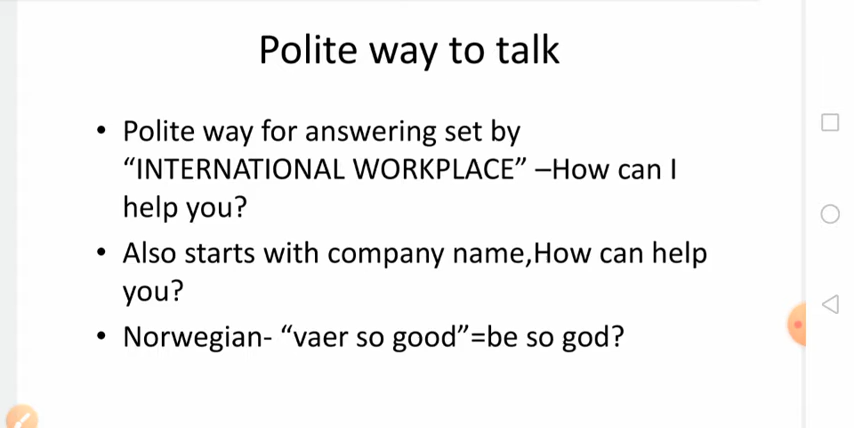 Polite way to talk
• Polite way for answering set by
“INTERNATIONAL WORKPLACE” –How can I
help you?
• Also starts with company name,How can help
you?
• Norwegian- “vaer so good”=be so god?